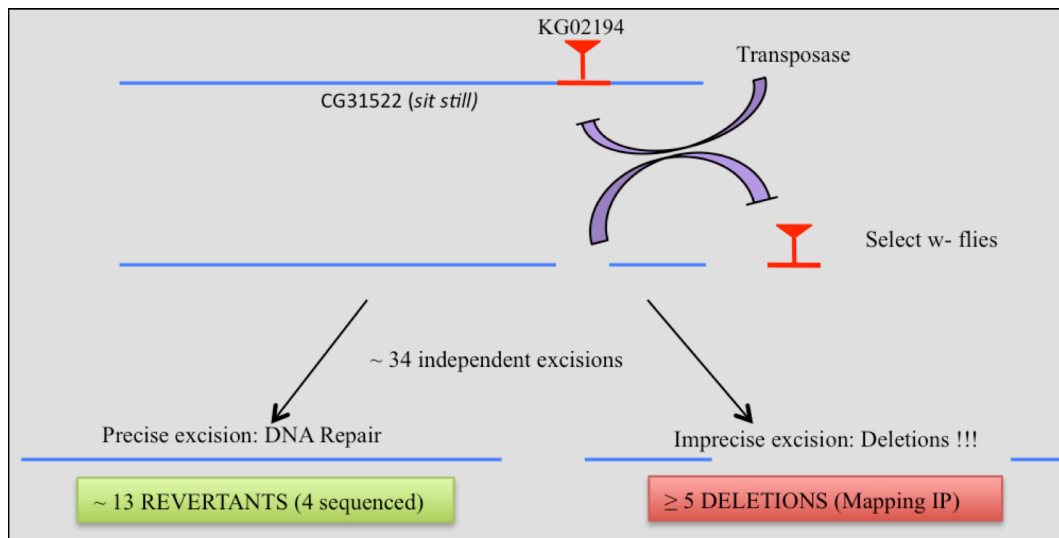 KG02194
Transposase
CG31522 (sit still)
Select w- flies
~ 34 independent excisions
Precise excision: DNA Repair
Imprecise excision: Deletions !!!
~ 13 REVERTANTS (4 sequenced)
≥ 5 DELETIONS (Mapping IP)